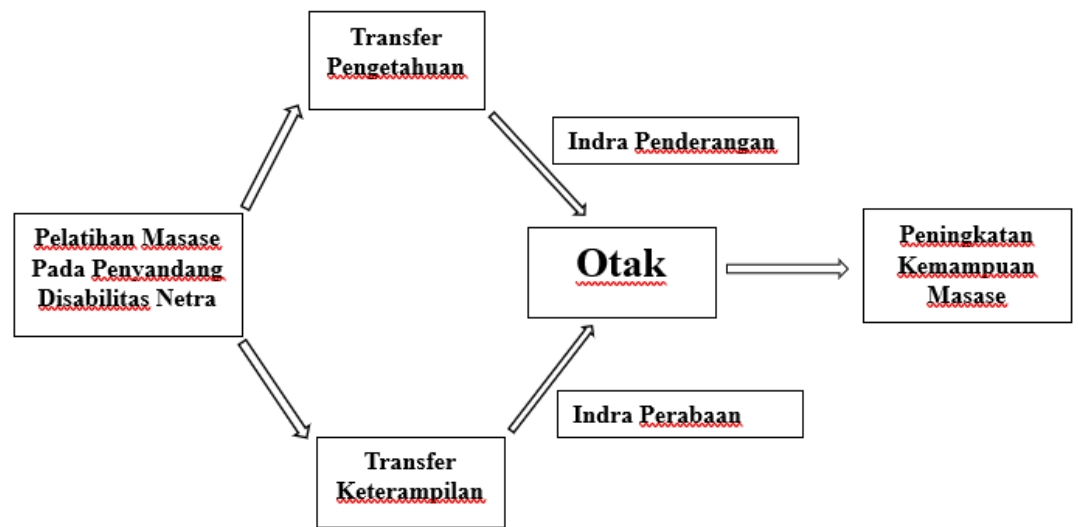 Transfer
Pengetahuan
Indra Penderangan
Pelatihan Masase
Pada Penyandang
Disabilitas Netra
Otak
Peningkatan
Kemampuan
Masase
Indra Perabaan
Transfer
Keterampilan